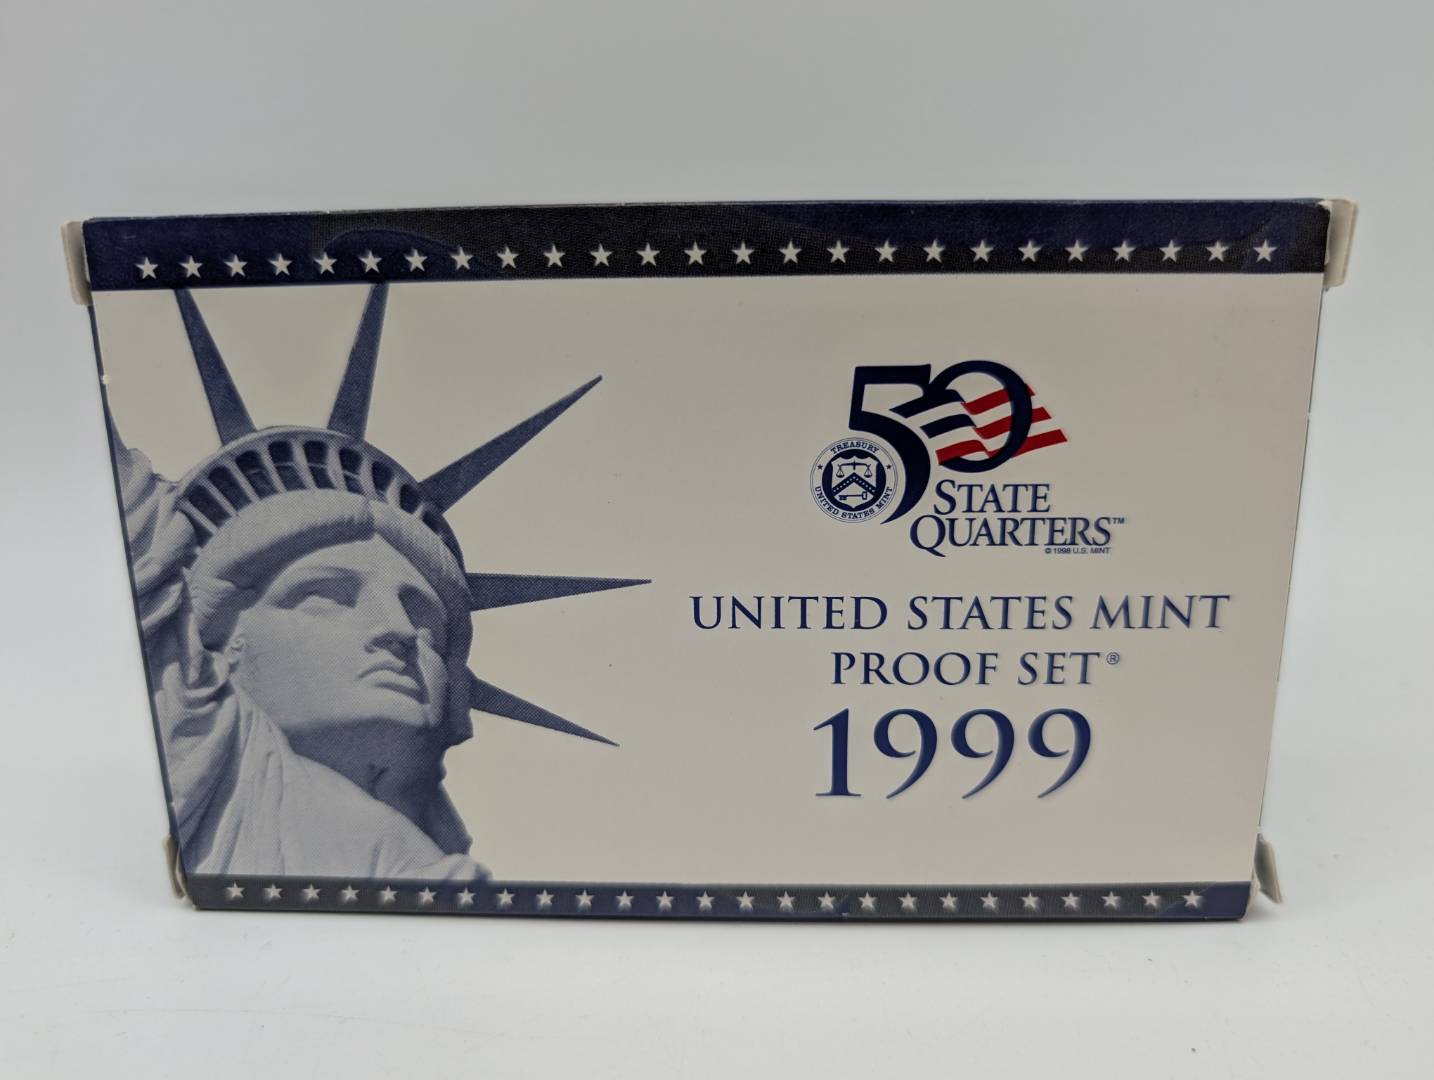 50
TREASURY
UNITED STATES MINT
STATE
QUARTERS™
© 1998 U.S. MINT
UNITED STATES MINT
PROOF SET®
1999